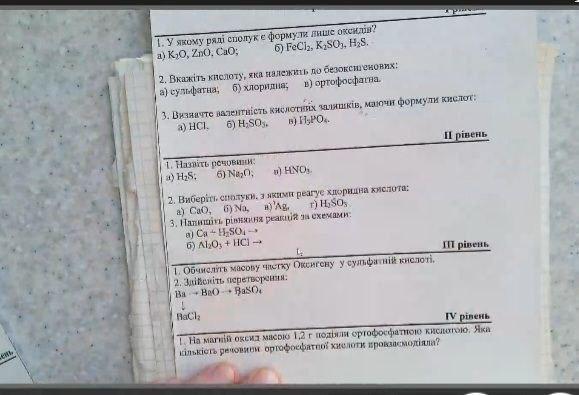 1. У якому ряді сполук є формули лише оксидів?
а) K₂O, ZnO, CaO; б) FeCl₂, K₂SO₃, H₂S.
2. Вкажіть кислоту, яка належить до безоксигенових:
а) сульфатна; б) хлоридна; в) ортофосфатна.
3. Визначте валентність кислотних залишків, маючи формули кислот:
а) HCl, б) H₂SO₃, в) H₃PO₄.
II рівень
1. Назвіть речовини:
а) H₂S; б) Na₂O; в) HNO₃.
2. Виберіть сполуки, з якими реагує хлоридна кислота:
а) CaO, б) Na, в) Ag, г) H₂SO₃
3. Напишіть рівняння реакцій за схемами:
а) Ca + H₂SO₄ →
б) Al₂O₃ + HCl →
III рівень
1. Обчисліть масову частку Оксигену у сульфатній кислоті.
2. Здійсніть перетворення:
Ba → BaO → BaSO₄
↓
BaCl₂
IV рівень
1. На магній оксид масою 1,2 г подіяли ортофосфатною кислотою. Яка
кількість речовини ортофосфатної кислоти провзаємодіяла?